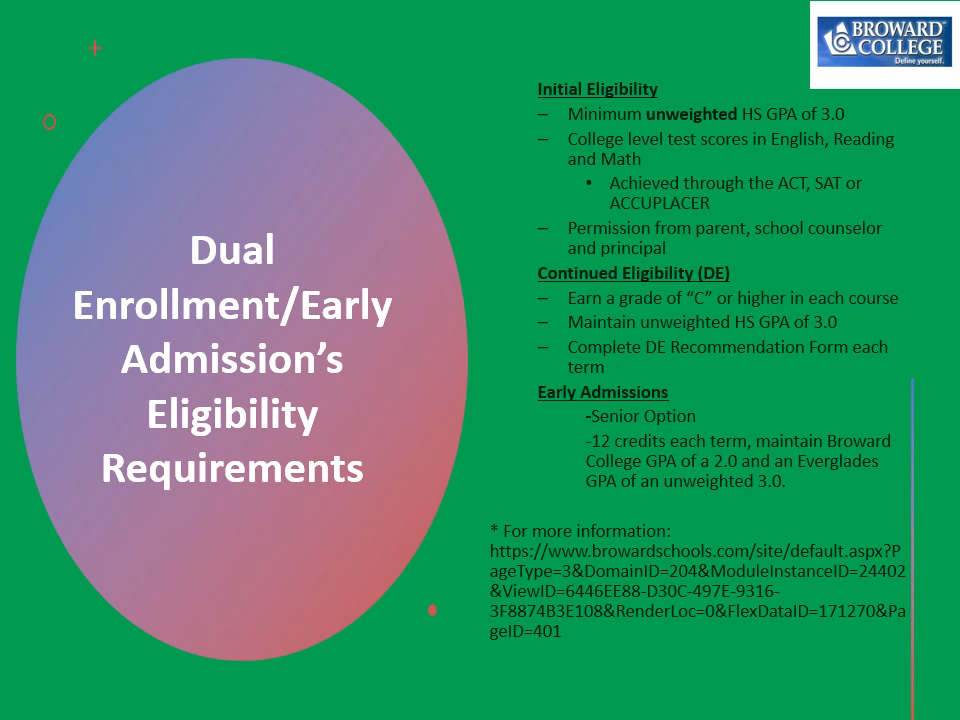 BROWARD
COLLEGE
Define yourself.
Dual
Enrollment/Early
Admission’s
Eligibility
Requirements
Initial Eligibility
– Minimum unweighted HS GPA of 3.0
– College level test scores in English, Reading
and Math
• Achieved through the ACT, SAT or
ACCUPLACER
– Permission from parent, school counselor
and principal
Continued Eligibility (DE)
– Earn a grade of “C” or higher in each course
– Maintain unweighted HS GPA of 3.0
– Complete DE Recommendation Form each
term
Early Admissions
-Senior Option
-12 credits each term, maintain Broward
College GPA of a 2.0 and an Everglades
GPA of an unweighted 3.0.
* For more information:
https://www.browardschools.com/site/default.aspx?P
ageType=3&DomainID=204&ModuleInstanceID=24402
&ViewID=6446EE88-D30C-497E-9316-
3F8874B3E108&RenderLoc=0&FlexDataID=171270&Pa
geID=401